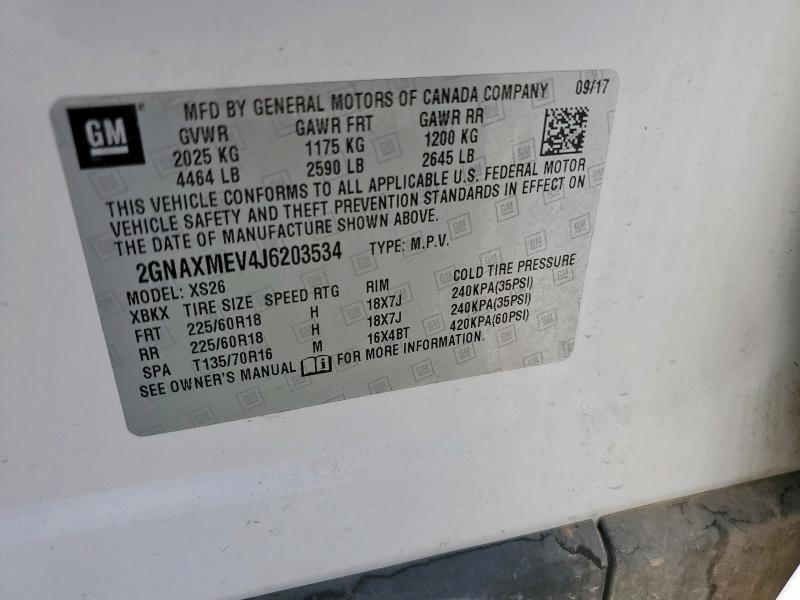 GM ® MFD BY GENERAL MOTORS OF CANADA COMPANY 09/17
GVWR GAWR FRT GAWR RR
2025 KG 1175 KG 1200 KG
4464 LB 2590 LB 2645 LB
THIS VEHICLE CONFORMS TO ALL APPLICABLE U.S. FEDERAL MOTOR
VEHICLE SAFETY AND THEFT PREVENTION STANDARDS IN EFFECT ON
THE DATE OF MANUFACTURE SHOWN ABOVE.
2GNAXMEV4J6203534 TYPE: M.P.V.
MODEL: XS26
XBKX TIRE SIZE SPEED RTG RIM COLD TIRE PRESSURE
FRT 225/60R18 H 18X7J 240KPA(35PSI)
RR 225/60R18 H 18X7J 240KPA(35PSI)
SPA T135/70R16 M 16X4BT 420KPA(60PSI)
SEE OWNER'S MANUAL FOR MORE INFORMATION.